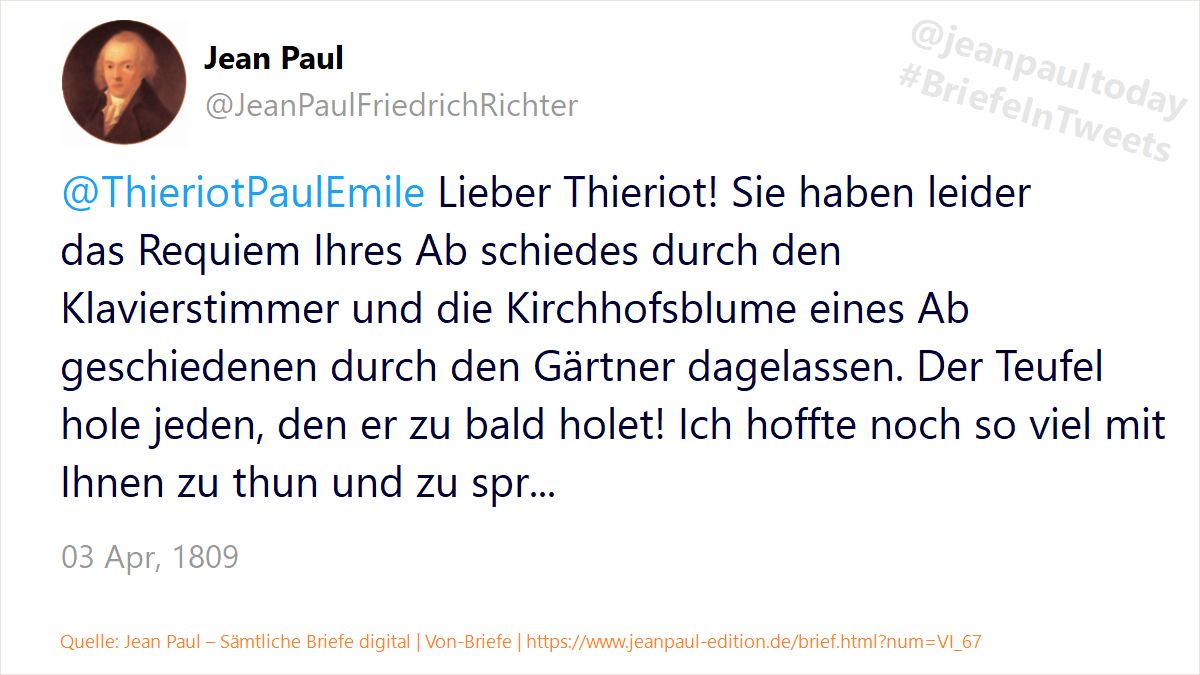 Jean Paul
@JeanPaulFriedrichRichter
@jeanpaultoday
#BriefeInTweets
@ThieriotPaulEmile Lieber Thieriot! Sie haben leider
das Requiem Ihres Ab schiedes durch den
Klavierstimmer und die Kirchhofsblume eines Ab
geschiedenen durch den Gärtner dagelassen. Der Teufel
hole jeden, den er zu bald holet! Ich hoffte noch so viel mit
Ihnen zu thun und zu spr...
03 Apr, 1809
Quelle: Jean Paul – Sämtliche Briefe digital | Von-Briefe | https://www.jeanpaul-edition.de/brief.html?num=VI_67